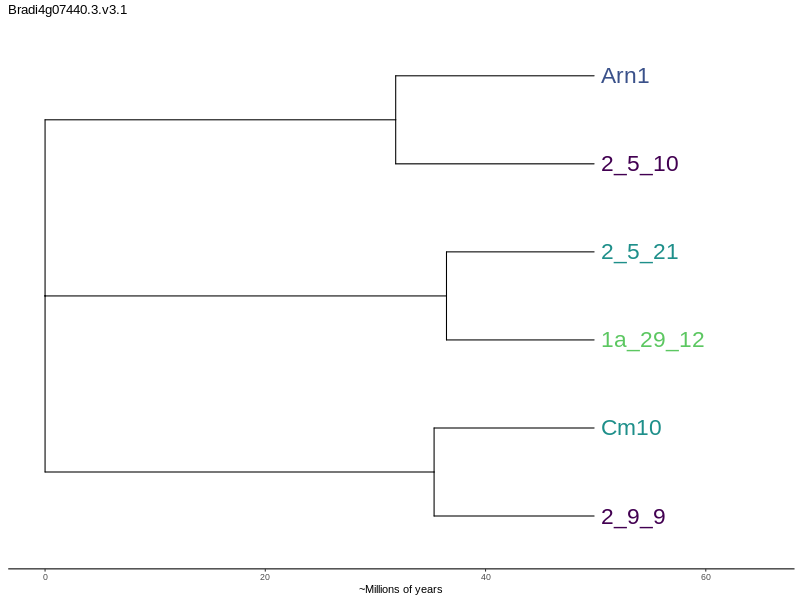 Bradi4g07440.3.v3.1
Arn1
2_5_10
2_5_21
1a_29_12
Cm10
2_9_9
0 20 40 60
~Millions of years